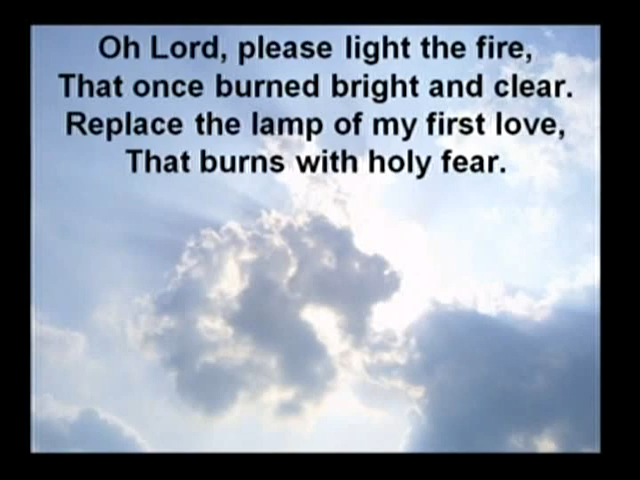 Oh Lord, please light the fire,
That once burned bright and clear.
Replace the lamp of my first love,
That burns with holy fear.